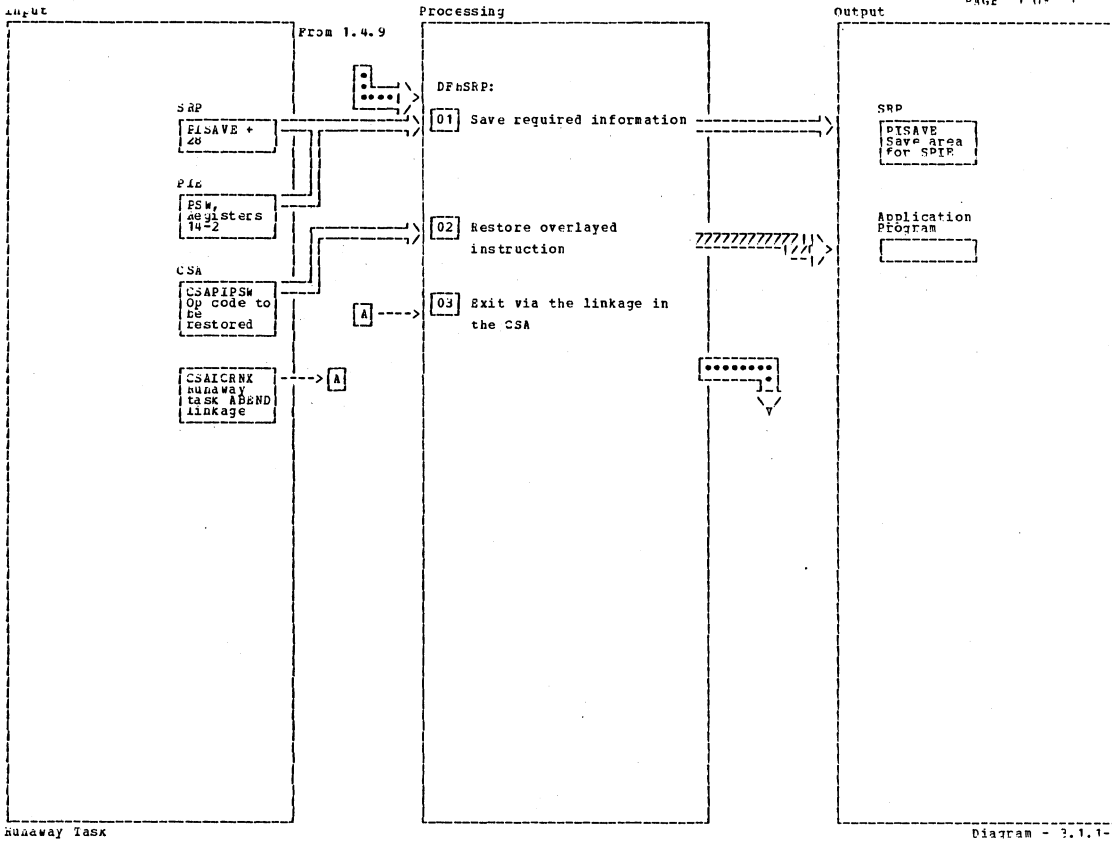 Input
Processing
Output
From 1.4.9
DFHSRP:
SRP
PISAVE +
28
01 Save required information
SRP
PISAVE
Save area
for SPIE
PIE
PSW,
Registers
14-2
02 Restore overlayed
instruction
Application
Program
CSA
CSAPIPSW
Op code to
be
restored
A
03 Exit via the linkage in
the CSA
CSAICRNX
Runaway
task ABEND
linkage
A
Runaway Task
Diagram -